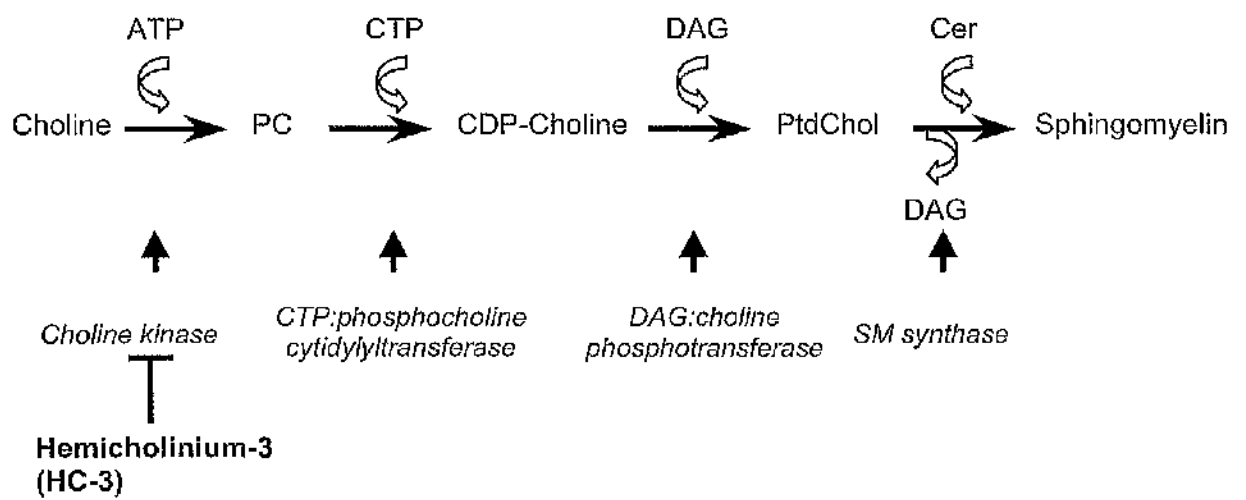 ATP CTP DAG Cer
Choline PC CDP-Choline PtdChol Sphingomyelin
DAG
Choline kinase
CTP:phosphocholine
cytidylyltransferase
DAG:choline
phosphotransferase
SM synthase
Hemicholinium-3
(HC-3)